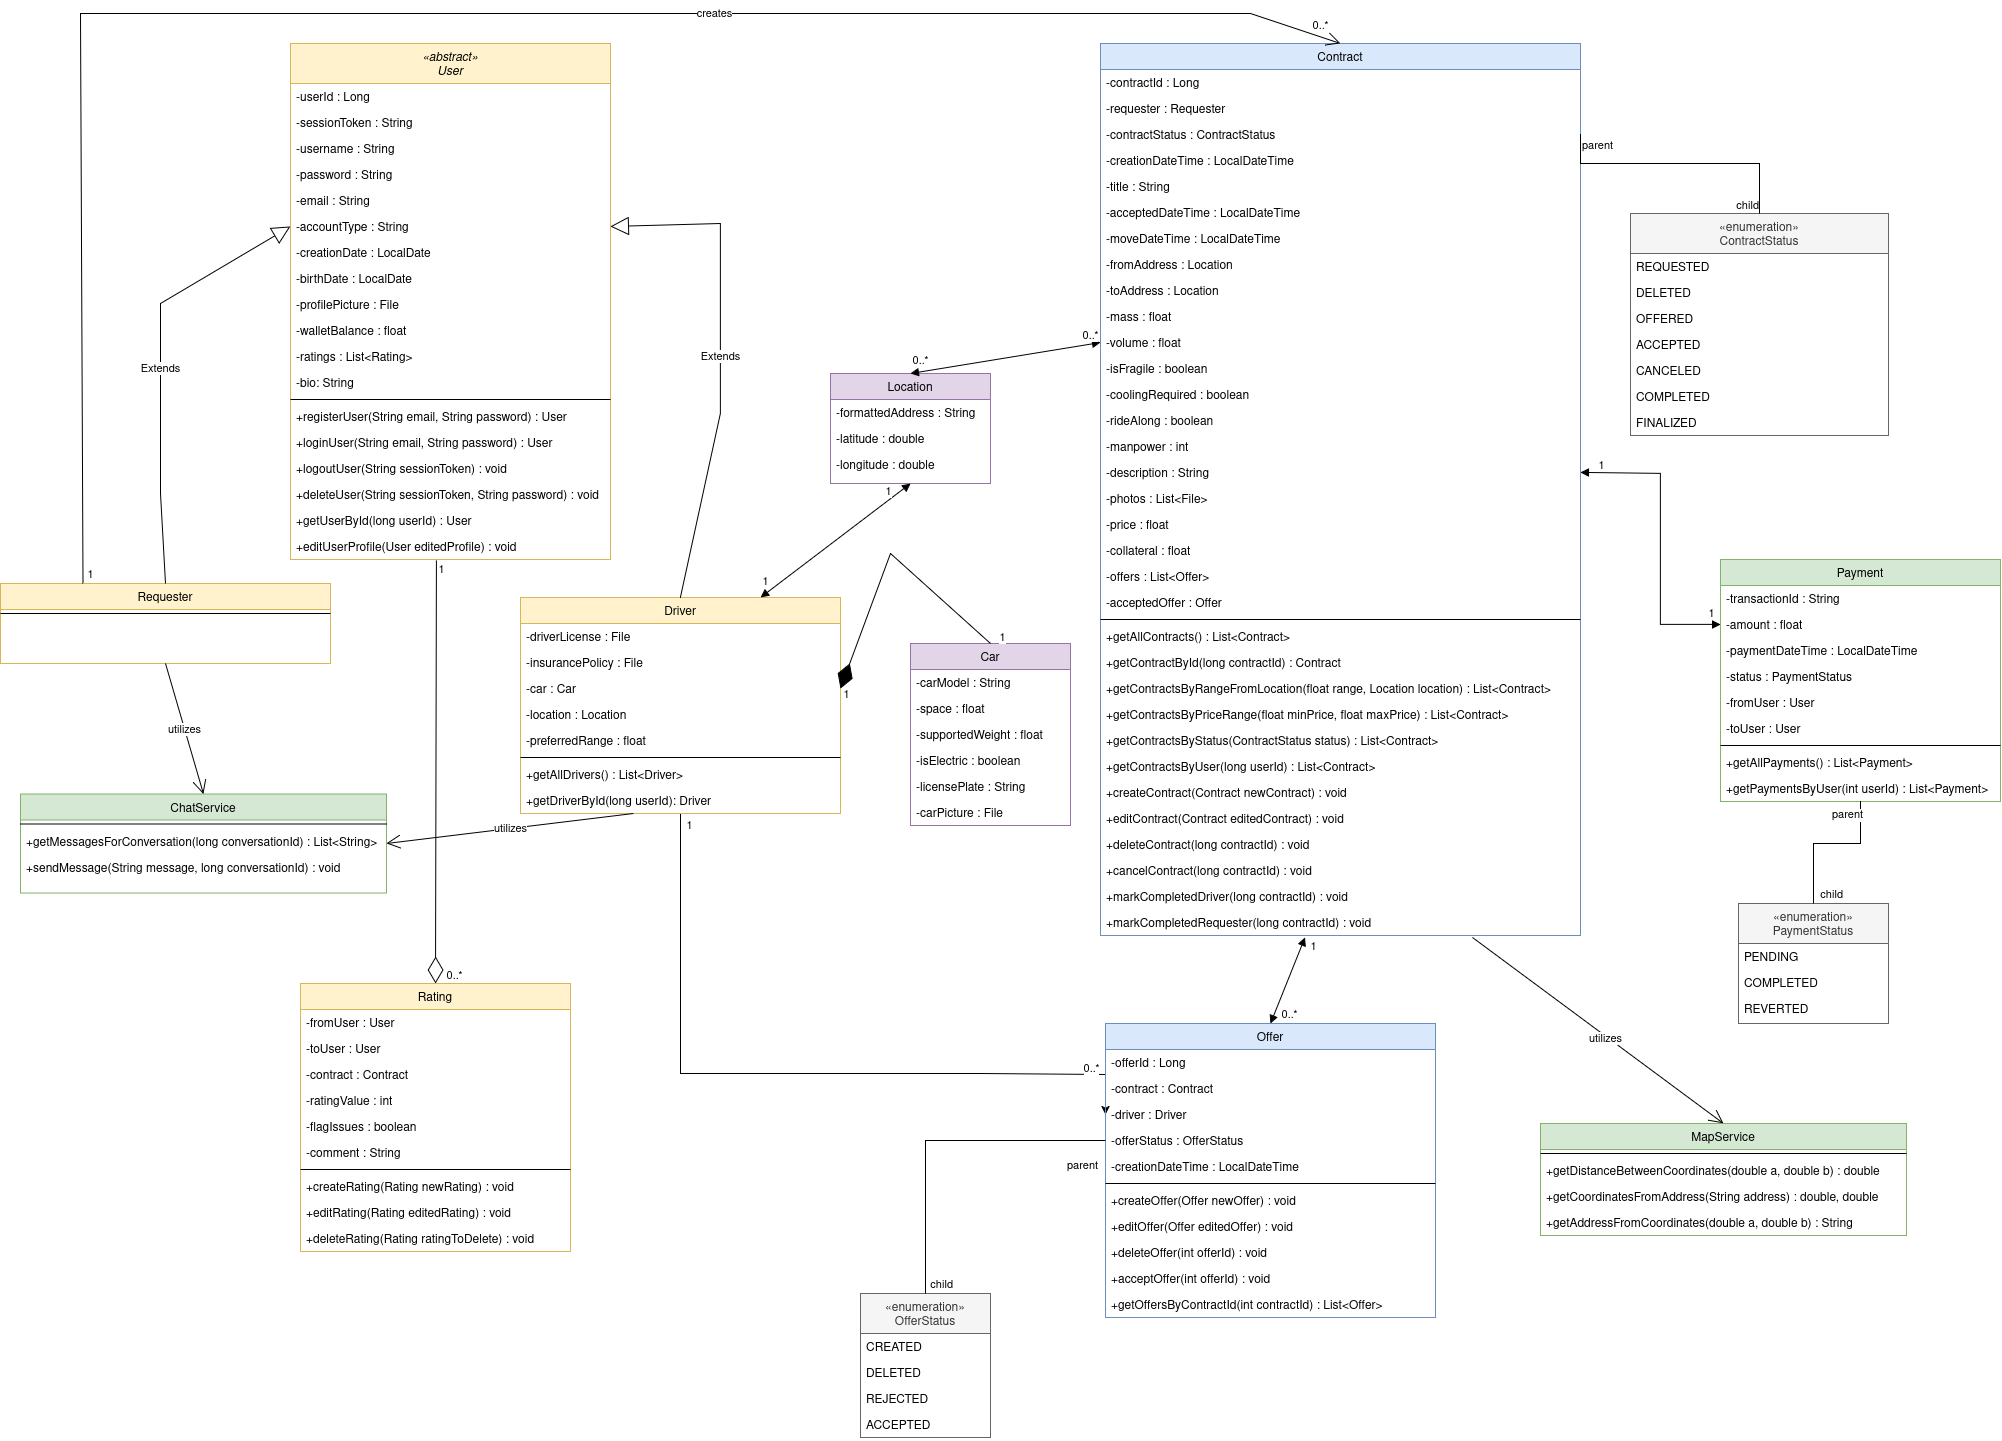 creates
0..*
«abstract»
User
-userId : Long
-sessionToken : String
-username : String
-password : String
-email : String
-accountType : String
-creationDate : LocalDate
-birthDate : LocalDate
-profilePicture : File
-walletBalance : float
-ratings : List<Rating>
-bio: String
+registerUser(String email, String password) : User
+loginUser(String email, String password) : User
+logoutUser(String sessionToken) : void
+deleteUser(String sessionToken, String password) : void
+getUserById(long userId) : User
+editUserProfile(User editedProfile) : void
Extends
Extends
1
1
Requester
utilizes
ChatService
+getMessagesForConversation(long conversationId) : List<String>
+sendMessage(String message, long conversationId) : void
utilizes
0..*
Rating
-fromUser : User
-toUser : User
-contract : Contract
-ratingValue : int
-flagIssues : boolean
-comment : String
+createRating(Rating newRating) : void
+editRating(Rating editedRating) : void
+deleteRating(Rating ratingToDelete) : void
0..*
0..*
Location
-formattedAddress : String
-latitude : double
-longitude : double
1
1
Driver
-driverLicense : File
-insurancePolicy : File
-car : Car
-location : Location
-preferredRange : float
+getAllDrivers() : List<Driver>
+getDriverById(long userId): Driver
1
1
1
Car
-carModel : String
-space : float
-supportedWeight : float
-isElectric : boolean
-licensePlate : String
-carPicture : File
Contract
-contractId : Long
-requester : Requester
-contractStatus : ContractStatus
-creationDateTime : LocalDateTime
-title : String
-acceptedDateTime : LocalDateTime
-moveDateTime : LocalDateTime
-fromAddress : Location
-toAddress : Location
-mass : float
-volume : float
-isFragile : boolean
-coolingRequired : boolean
-rideAlong : boolean
-manpower : int
-description : String
-photos : List<File>
-price : float
-collateral : float
-offers : List<Offer>
-acceptedOffer : Offer
+getAllContracts() : List<Contract>
+getContractById(long contractId) : Contract
+getContractsByRangeFromLocation(float range, Location location) : List<Contract>
+getContractsByPriceRange(float minPrice, float maxPrice) : List<Contract>
+getContractsByStatus(ContractStatus status) : List<Contract>
+getContractsByUser(long userId) : List<Contract>
+createContract(Contract newContract) : void
+editContract(Contract editedContract) : void
+deleteContract(long contractId) : void
+cancelContract(long contractId) : void
+markCompletedDriver(long contractId) : void
+markCompletedRequester(long contractId) : void
parent
child
«enumeration»
ContractStatus
REQUESTED
DELETED
OFFERED
ACCEPTED
CANCELED
COMPLETED
FINALIZED
1
1
Payment
-transactionId : String
-amount : float
-paymentDateTime : LocalDateTime
-status : PaymentStatus
-fromUser : User
-toUser : User
+getAllPayments() : List<Payment>
+getPaymentsByUser(int userId) : List<Payment>
parent
child
«enumeration»
PaymentStatus
PENDING
COMPLETED
REVERTED
1
0..*
0..*
Offer
-offerId : Long
-contract : Contract
-driver : Driver
-offerStatus : OfferStatus
-creationDateTime : LocalDateTime
+createOffer(Offer newOffer) : void
+editOffer(Offer editedOffer) : void
+deleteOffer(int offerId) : void
+acceptOffer(int offerId) : void
+getOffersByContractId(int contractId) : List<Offer>
parent
child
«enumeration»
OfferStatus
CREATED
DELETED
REJECTED
ACCEPTED
utilizes
MapService
+getDistanceBetweenCoordinates(double a, double b) : double
+getCoordinatesFromAddress(String address) : double, double
+getAddressFromCoordinates(double a, double b) : String